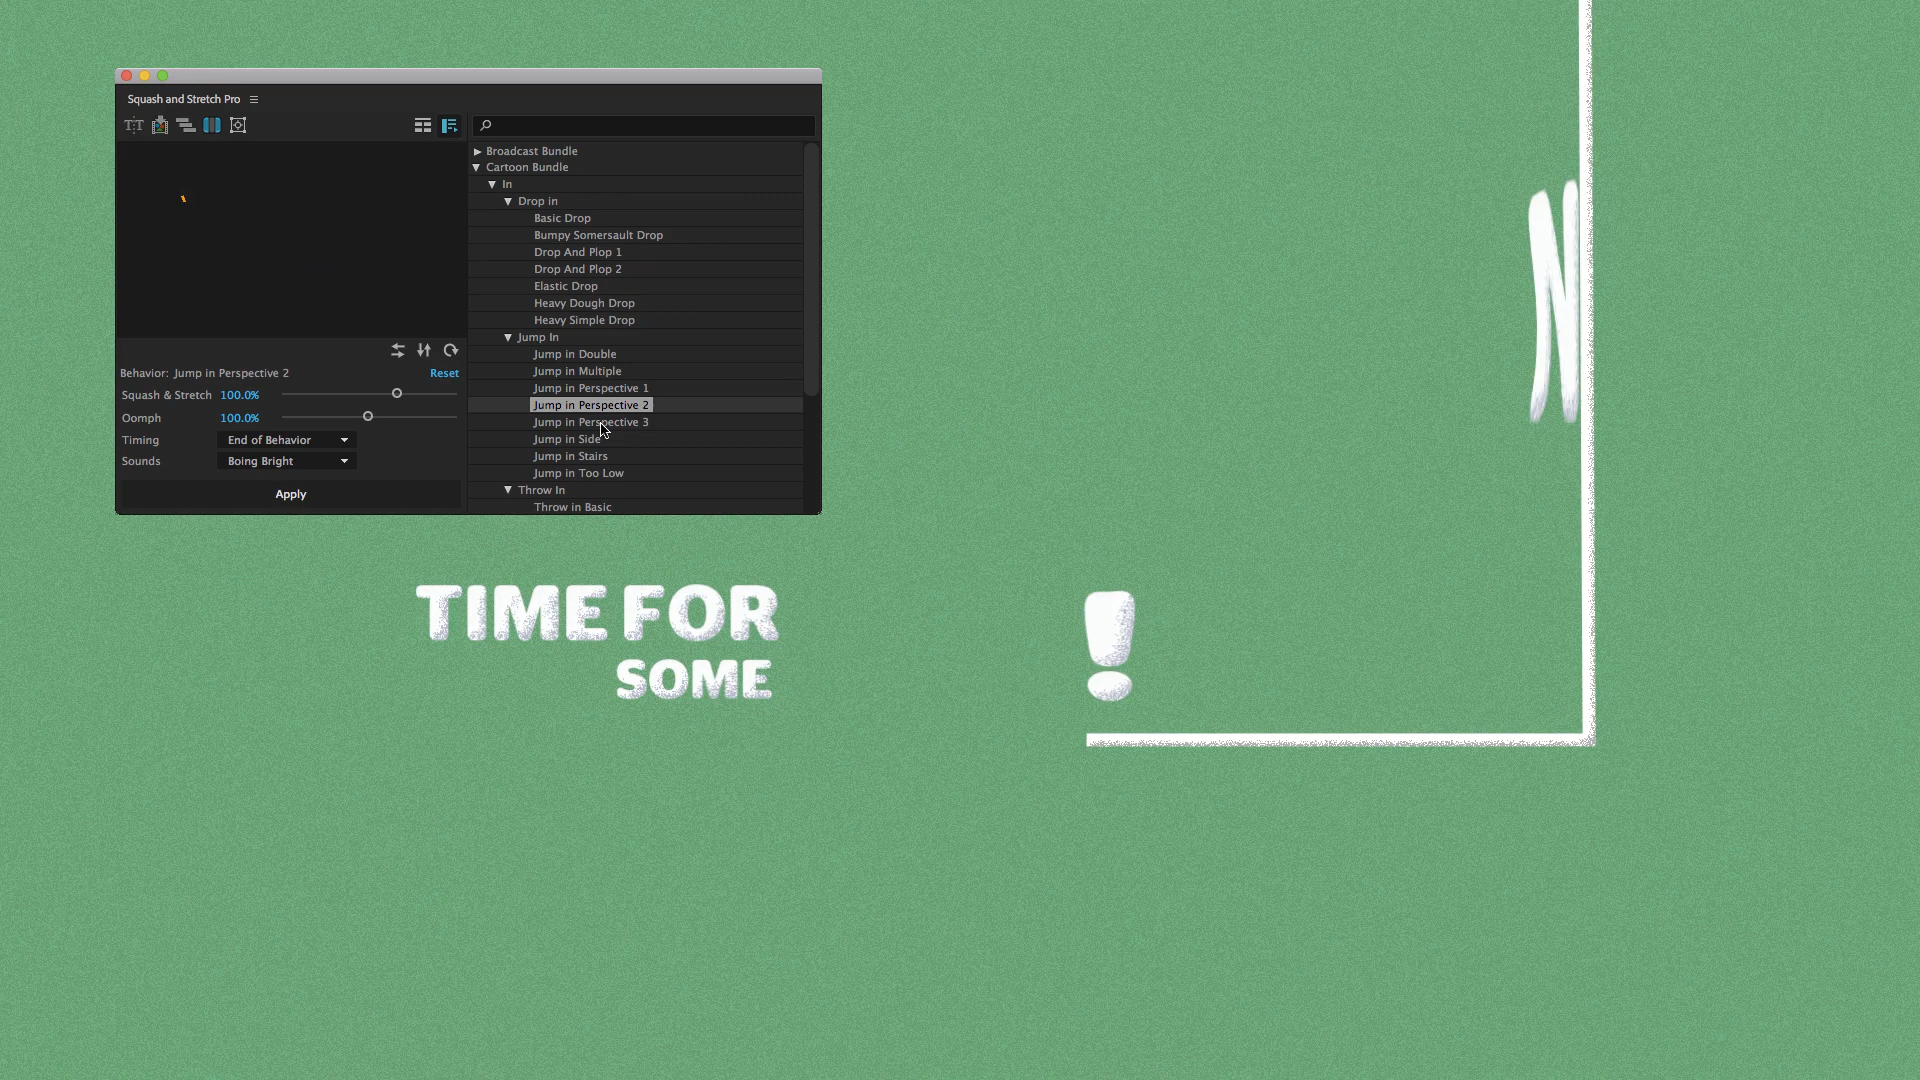 Squash and Stretch Pro
Broadcast Bundle
Cartoon Bundle
In
Drop in
Basic Drop
Bumpy Somersault Drop
Drop And Plop 1
Drop And Plop 2
Elastic Drop
Heavy Dough Drop
Heavy Simple Drop
Jump In
Jump in Double
Jump in Multiple
Jump in Perspective 1
Jump in Perspective 2
Jump in Perspective 3
Jump in Side
Jump in Stairs
Jump in Too Low
Throw In
Throw in Basic
Behavior: Jump in Perspective 2
Reset
Squash & Stretch 100.0%
Oomph 100.0%
Timing End of Behavior
Sounds Boing Bright
Apply
N
TIME FOR
SOME
!